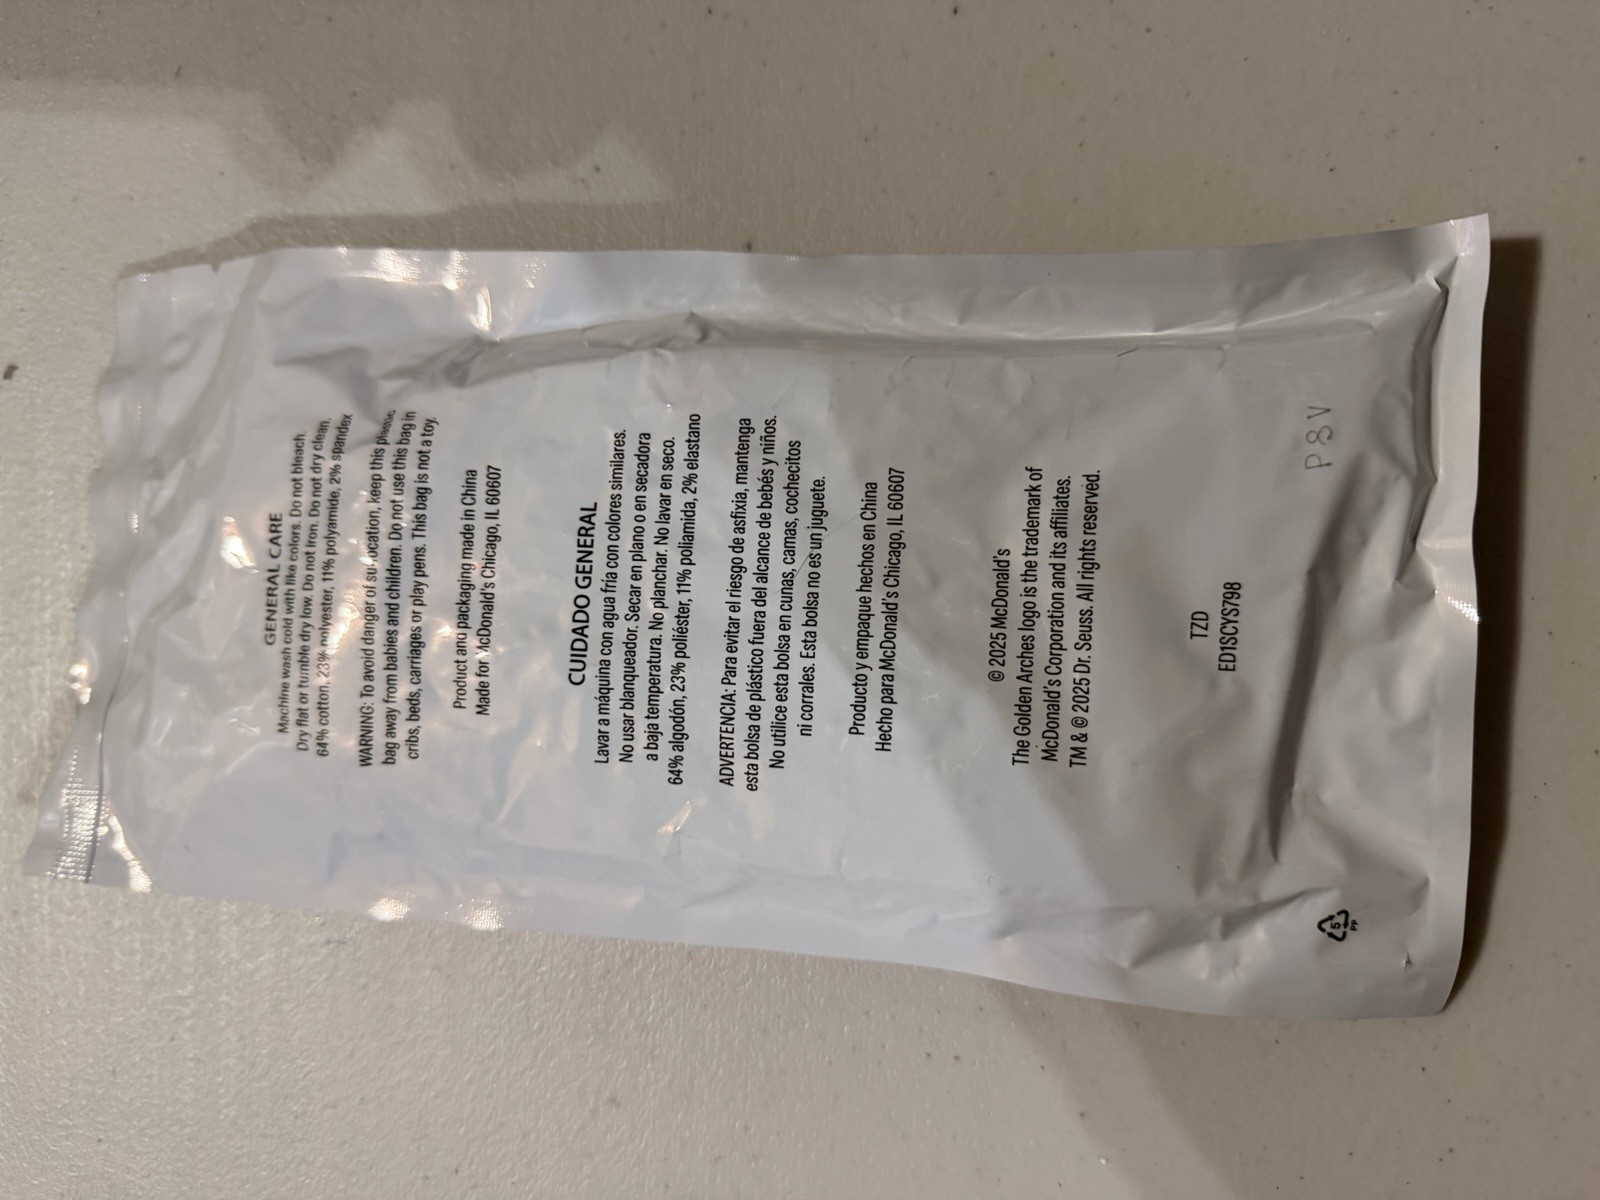 GENERAL CARE
Machine wash cold with like colors. Do not bleach.
Dry flat or tumble dry low. Do not iron. Do not dry clean.
64% cotton, 23% polyester, 11% polyamide, 2% spandex
WARNING: To avoid danger of suffocation, keep this plastic
bag away from babies and children. Do not use this bag in
cribs, beds, carriages or play pens. This bag is not a toy.
Product and packaging made in China
Made for McDonald's Chicago, IL 60607
CUIDADO GENERAL
Lavar a máquina con agua fría con colores similares.
No usar blanqueador. Secar en plano o en secadora
a baja temperatura. No planchar. No lavar en seco.
64% algodón, 23% poliéster, 11% poliamida, 2% elastano
ADVERTENCIA: Para evitar el riesgo de asfixia, mantenga
esta bolsa de plástico fuera del alcance de bebés y niños.
No utilice esta bolsa en cunas, camas, cochecitos
ni corrales. Esta bolsa no es un juguete.
Producto y empaque hechos en China
Hecho para McDonald's Chicago, IL 60607
© 2025 McDonald's
The Golden Arches logo is the trademark of
McDonald's Corporation and its affiliates.
TM & © 2025 Dr. Seuss. All rights reserved.
TZD
ED1SCYS798
P8V
5
PP